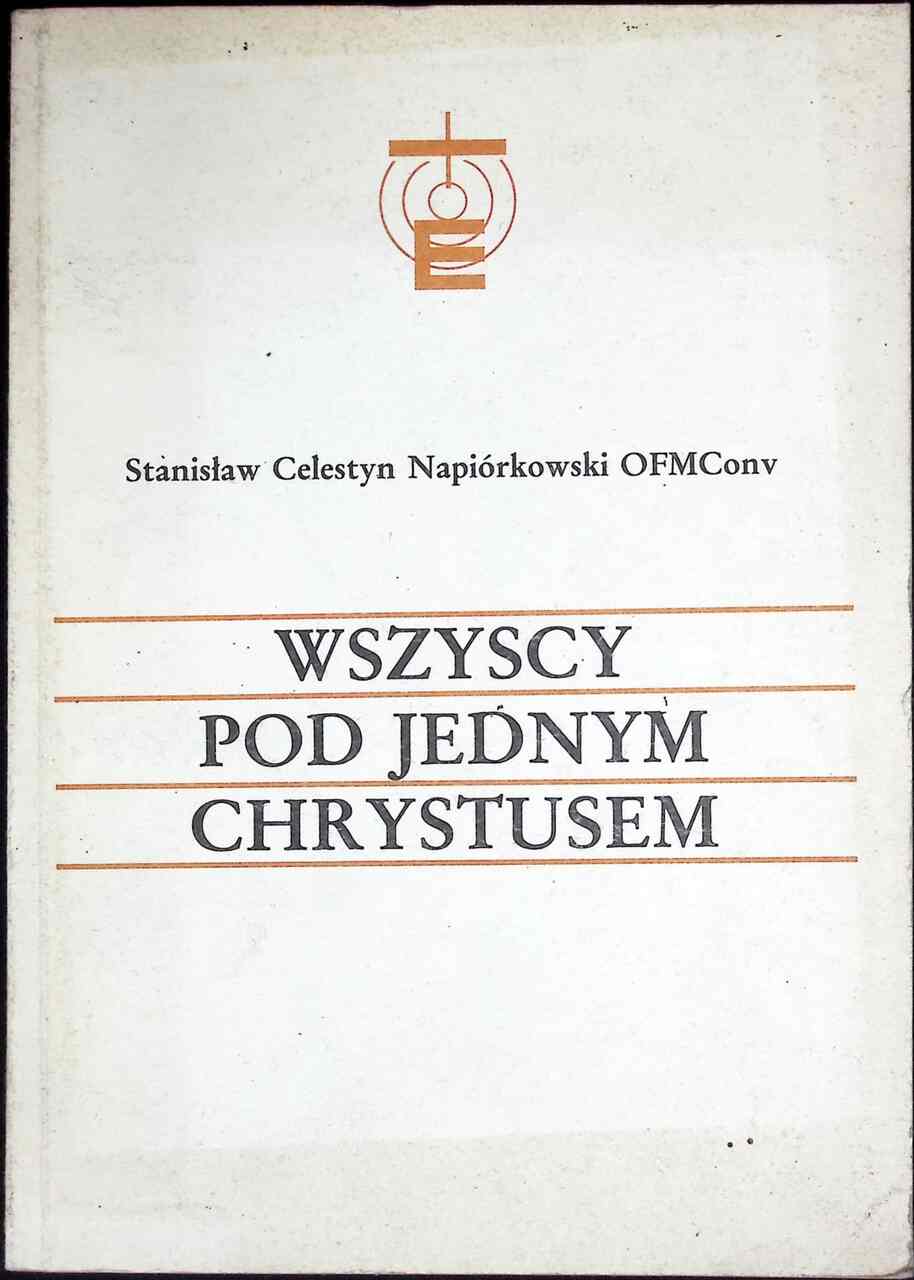 E
Stanisław Celestyn Napiórkowski OFMConv
WSZYSCY
POD JEDNYM
CHRYSTUSEM